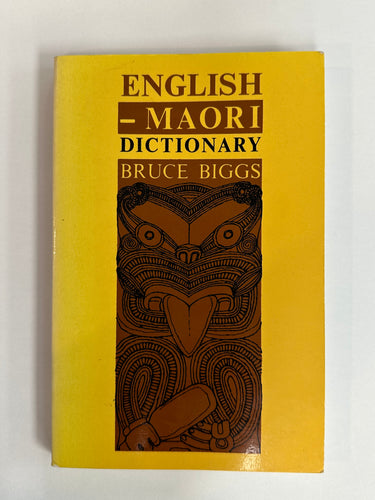 ENGLISH
– MAORI
DICTIONARY
BRUCE BIGGS